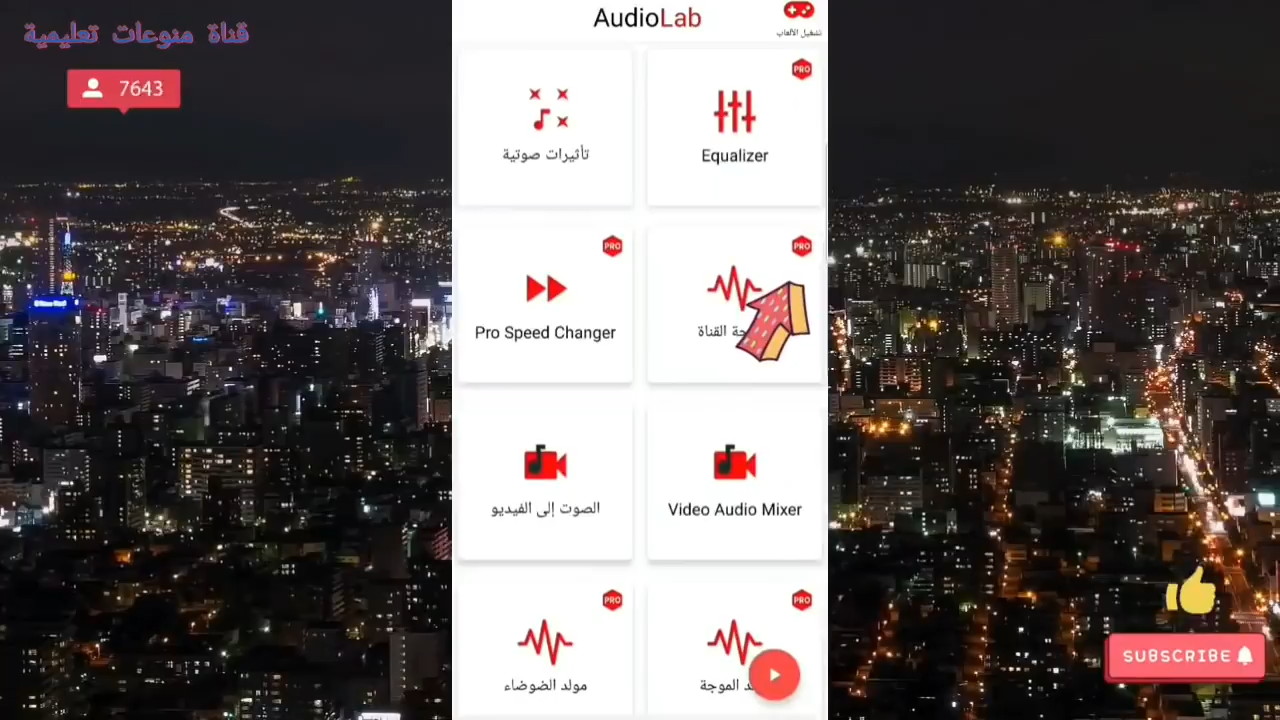 قناة منوعات تعليمية
7643
AudioLab
تشغيل الألعاب
تأثيرات صوتية
PRO
Equalizer
PRO
Pro Speed Changer
PRO
القناة
الصوت إلى الفيديو
Video Audio Mixer
PRO
مولد الضوضاء
PRO
الموجة
SUBSCRIBE